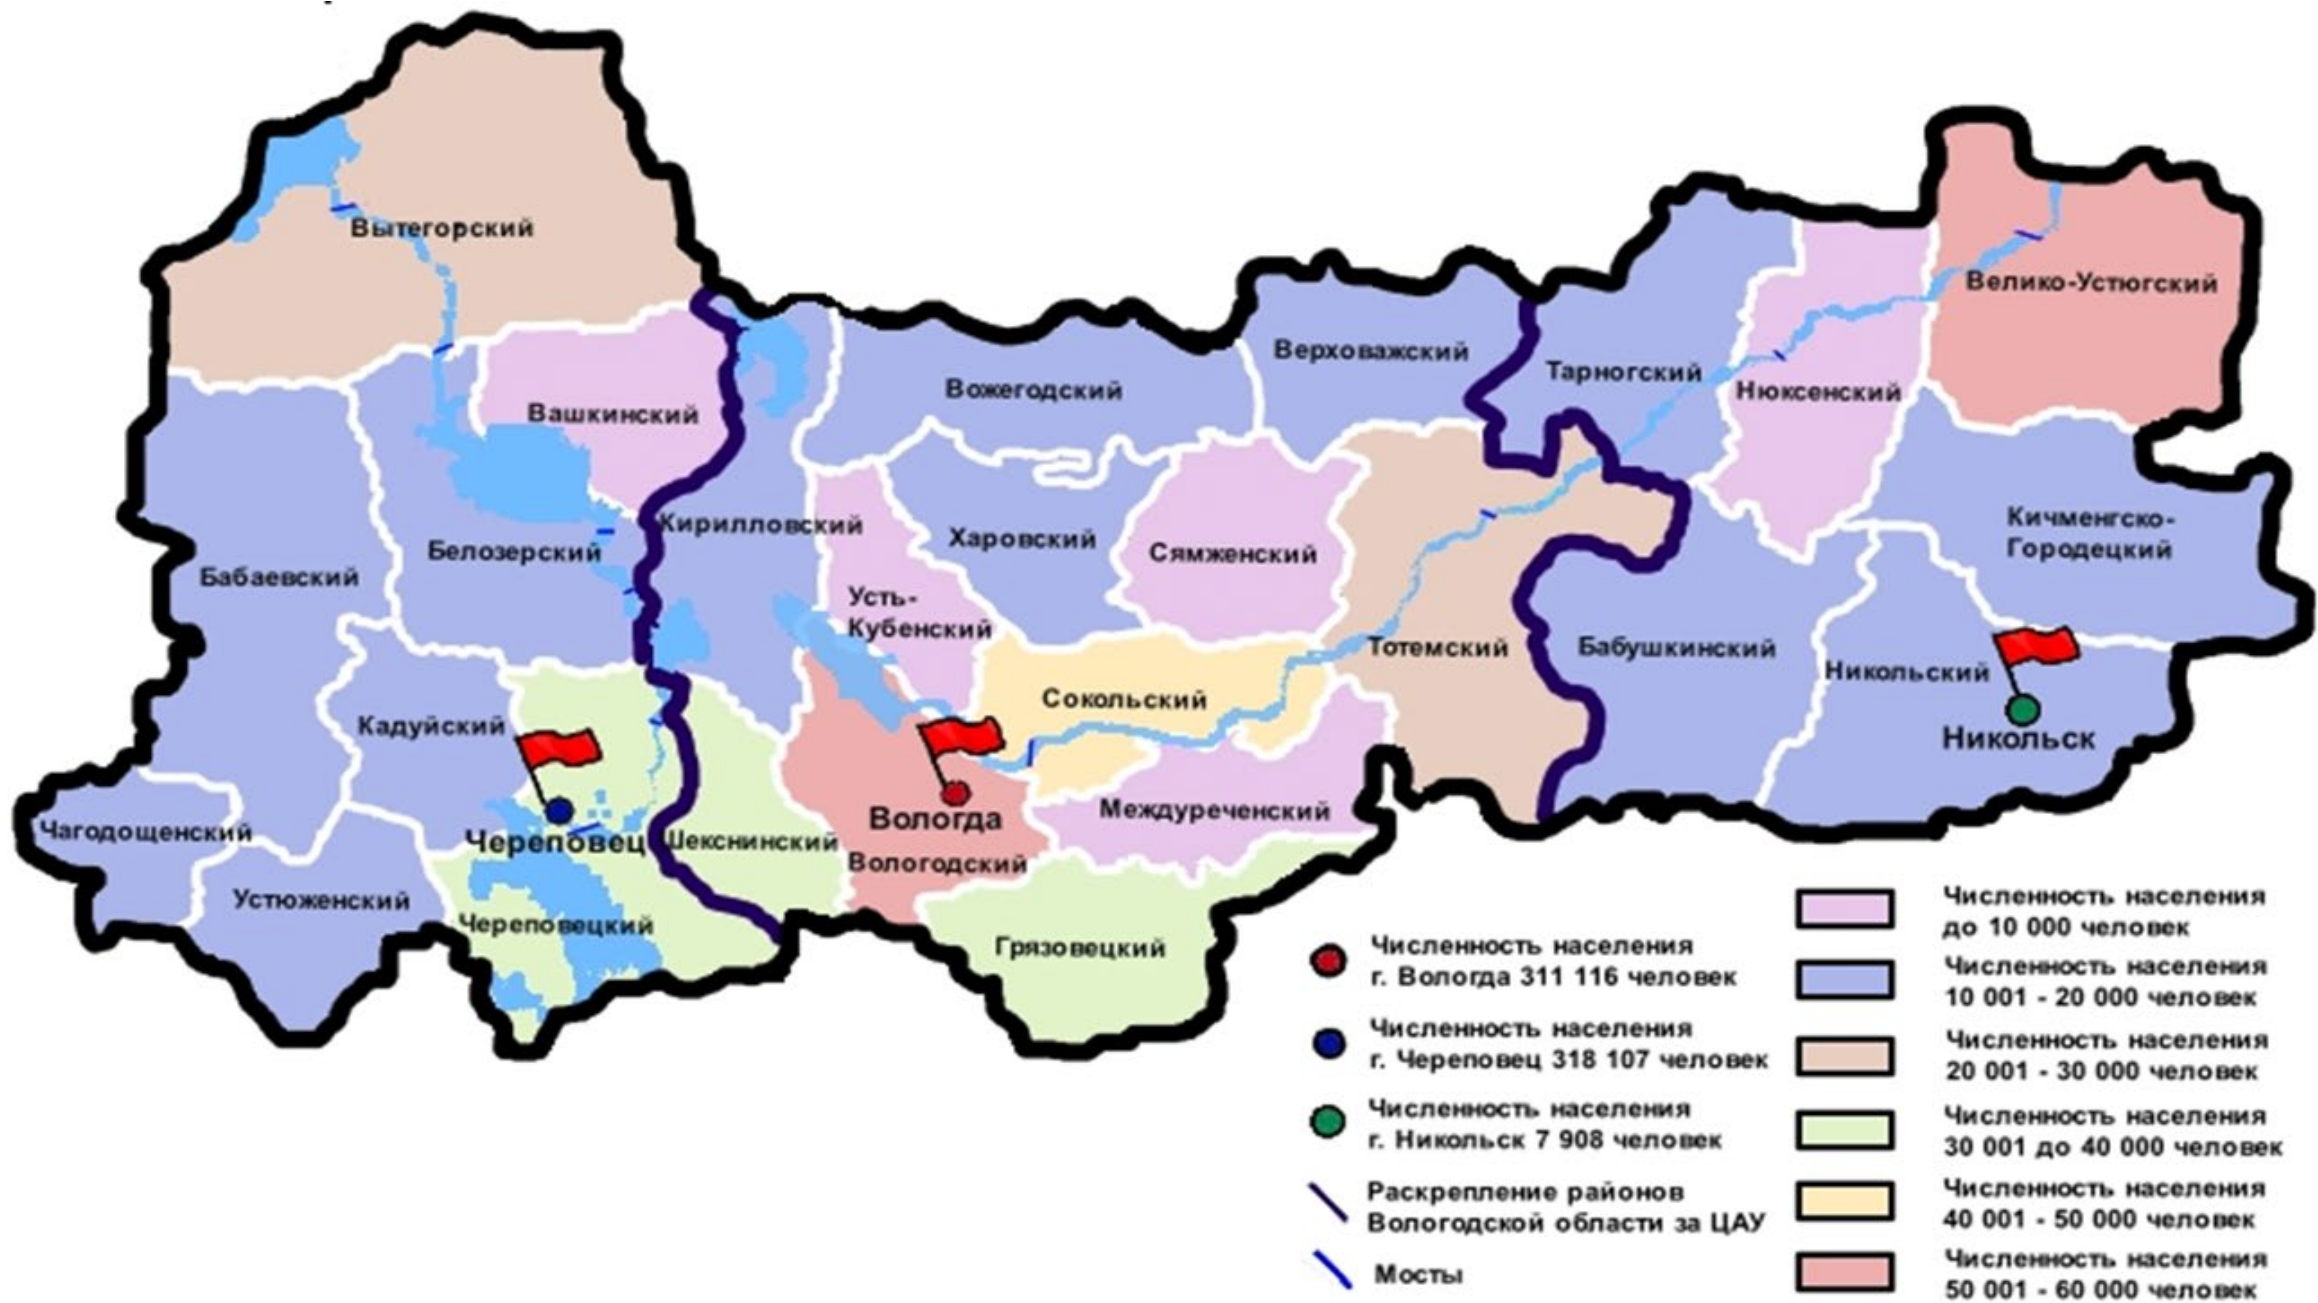 Вытегорский
Велико-Устюгский
Верховажский
Тарногский
Вожегодский
Нюксенский
Вашкинский
Кирилловский
Кичменгско-
Городецкий
Харовский
Белозерский
Сямженский
Бабаевский
Усть-
Кубенский
Тотемский
Бабушкинский
Никольский
Сокольский
Кадуйский
Никольск
Междуреченский
Вологда
Чагодощенский
Череповец
Шекснинский
Вологодский
Устюженский
Череповецкий
Грязовецкий
Численность населения
г. Вологда 311 116 человек
Численность населения
г. Череповец 318 107 человек
Численность населения
г. Никольск 7 908 человек
Раскрепление районов
Вологодской области за ЦАУ
Мосты
Численность населения
до 10 000 человек
Численность населения
10 001 - 20 000 человек
Численность населения
20 001 - 30 000 человек
Численность населения
30 001 до 40 000 человек
Численность населения
40 001 - 50 000 человек
Численность населения
50 001 - 60 000 человек